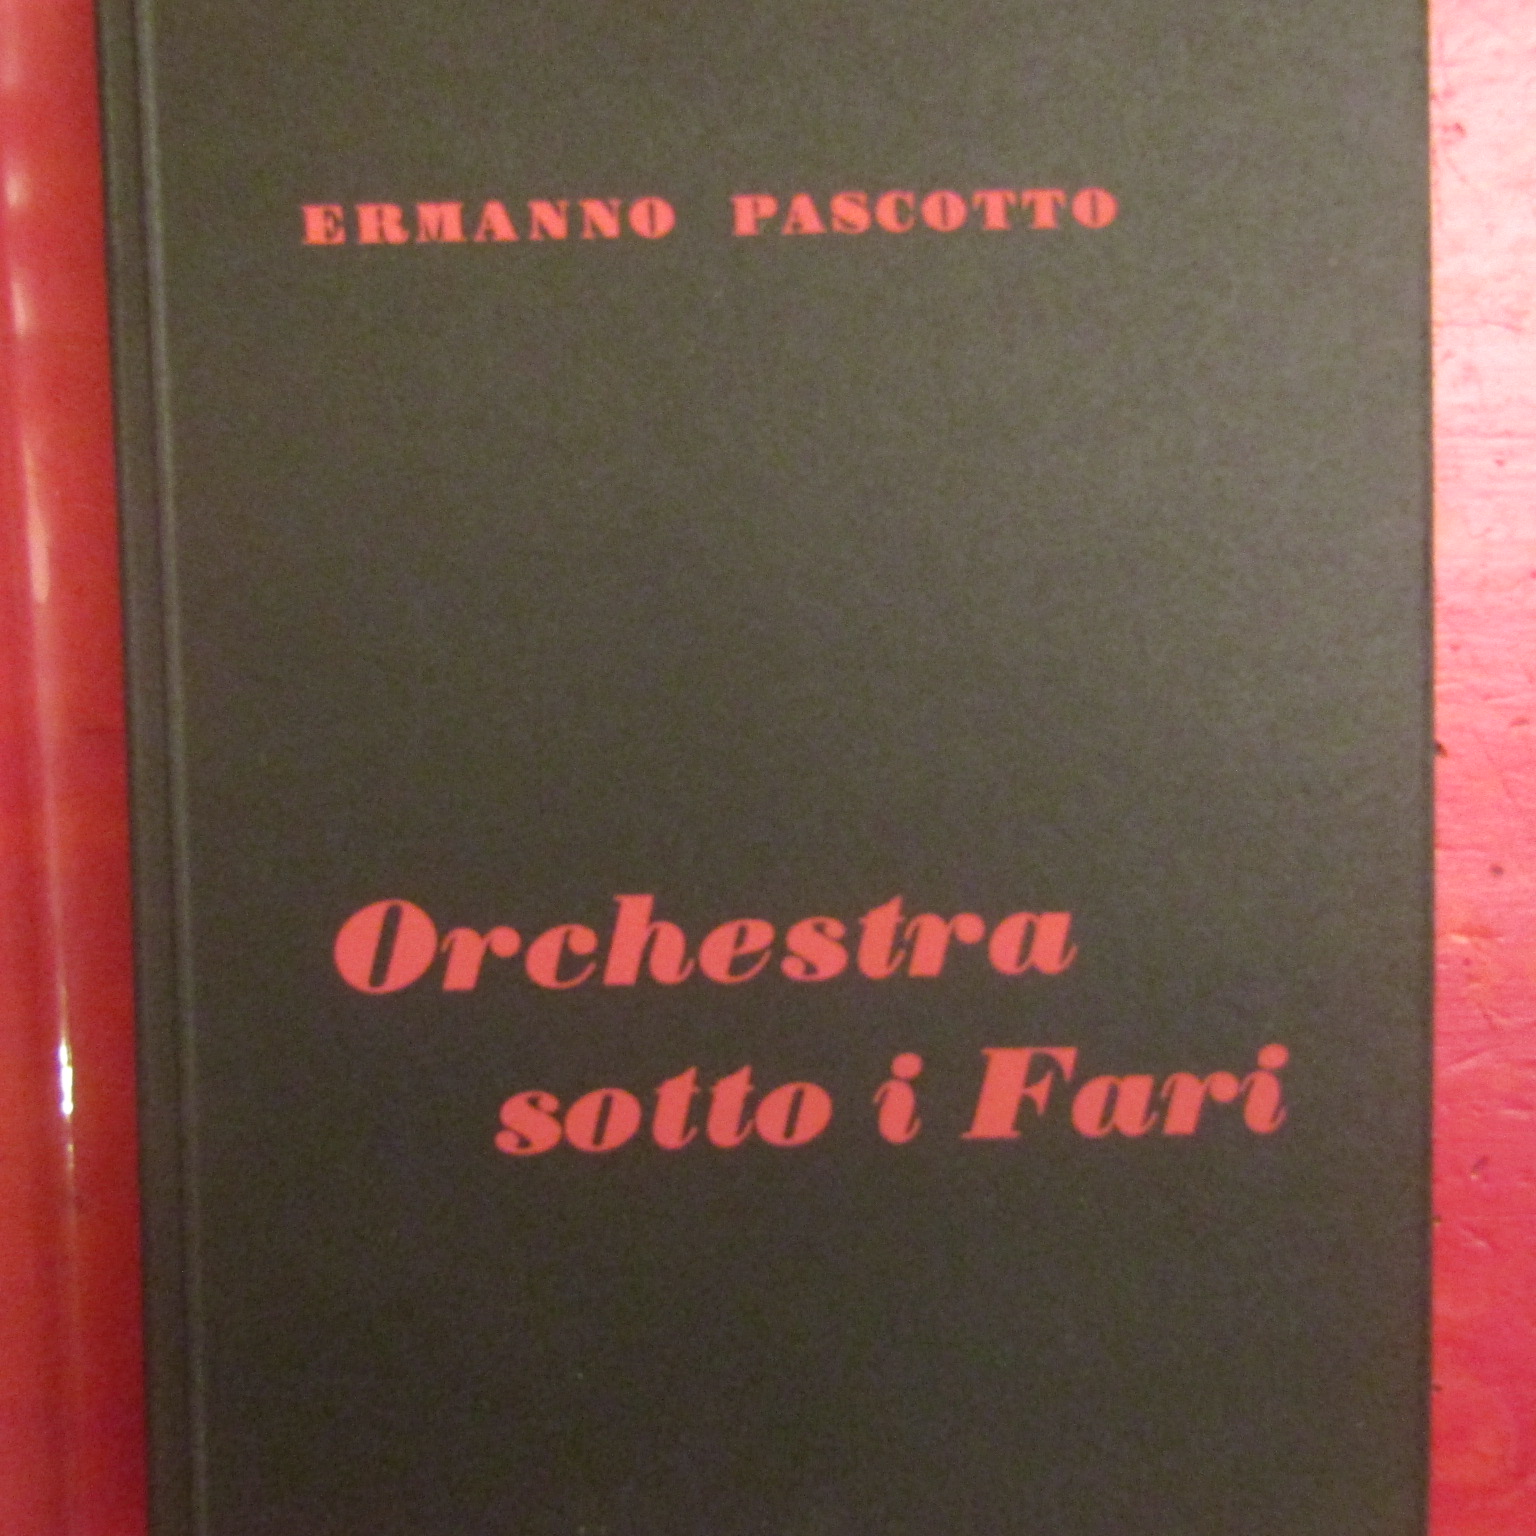 ERMANNO PASCOTTO
Orchestra
sotto i Fari